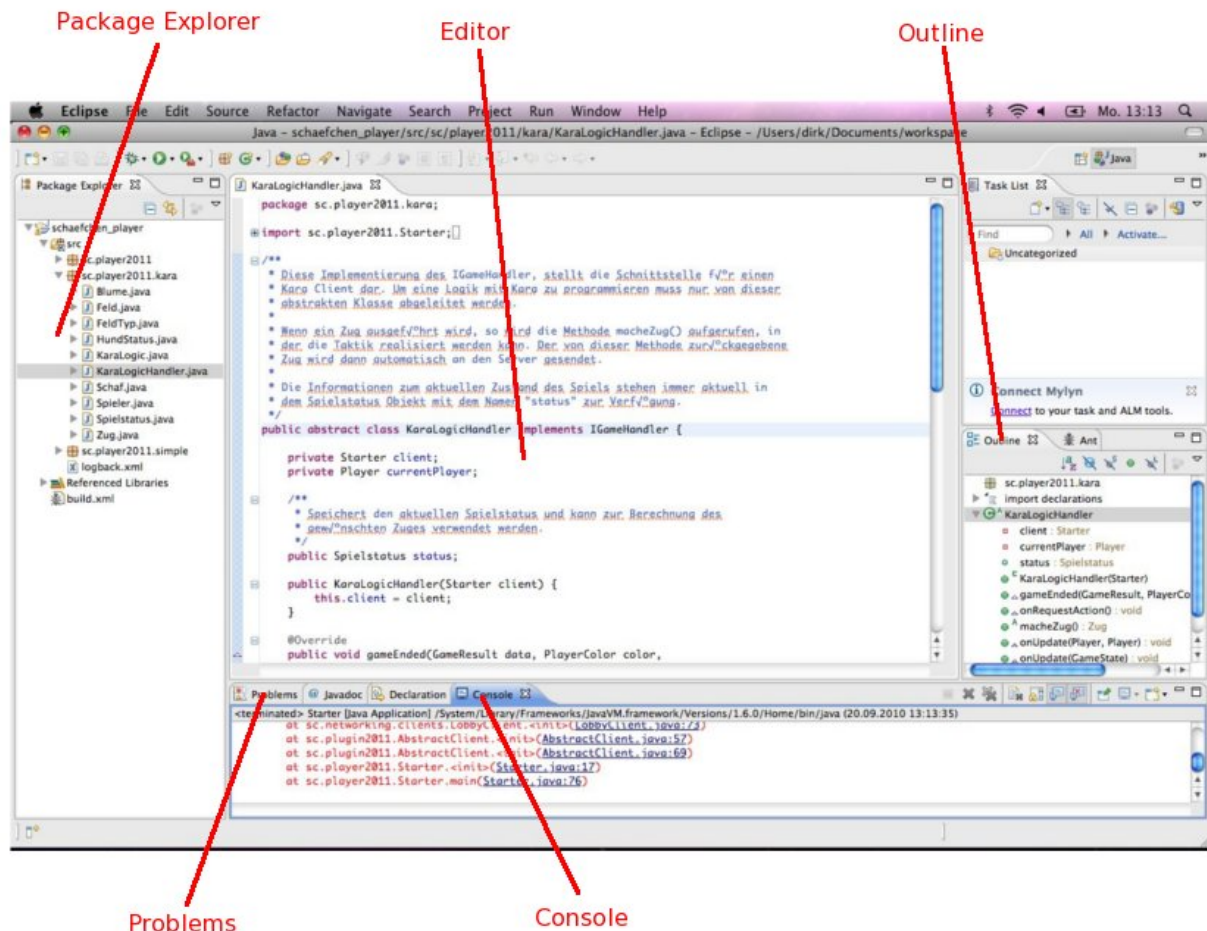 Package Explorer
Editor
Outline
Eclipse File Edit Source Refactor Navigate Search Project Run Window Help
Mo. 13:13
Java – schaefchen_player/src/sc/player2011/kara/KaraLogicHandler.java – Eclipse – /Users/dirk/Documents/workspace
Java
Package Explorer
schaefchen_player
src
sc.player2011
sc.player2011.kara
Blume.java
Feld.java
FeldTyp.java
HundStatus.java
KaraLogic.java
KaraLogicHandler.java
Schaf.java
Spieler.java
Spielstatus.java
Zug.java
sc.player2011.simple
logback.xml
Referenced Libraries
build.xml
KaraLogicHandler.java
package sc.player2011.kara;
import sc.player2011.Starter;
/**
* Diese Implementierung des IGameHandler, stellt die Schnittstelle f√ºr einen
* Kara Client dar. Um eine Logik mit Kara zu programmieren muss nur von dieser
* abstrakten Klasse abgeleitet werden.
*
* Wenn ein Zug ausgef√ºhrt wird, so wird die Methode macheZug() aufgerufen, in
* der die Taktik realisiert werden kann. Der von dieser Methode zur√ºckgegebene
* Zug wird dann automatisch an den Server gesendet.
*
* Die Informationen zum aktuellen Zustand des Spiels stehen immer aktuell in
* dem Spielstatus Objekt mit dem Namen "status" zur Verf√ºgung.
*/
public abstract class KaraLogicHandler implements IGameHandler {
private Starter client;
private Player currentPlayer;
/**
* Speichert den aktuellen Spielstatus und kann zur Berechnung des
* gew√ºnschten Zuges verwendet werden.
*/
public Spielstatus status;
public KaraLogicHandler(Starter client) {
this.client = client;
}
@Override
public void gameEnded(GameResult data, PlayerColor color,
Task List
Find All Activate...
Uncategorized
Connect Mylyn
Connect to your task and ALM tools.
Outline Ant
sc.player2011.kara
import declarations
KaraLogicHandler
client : Starter
currentPlayer : Player
status : Spielstatus
KaraLogicHandler(Starter)
gameEnded(GameResult, PlayerCo
onRequestAction() : void
macheZug() : Zug
onUpdate(Player, Player) : void
onUpdate(GameState) : void
Problems Javadoc Declaration Console
<terminated> Starter [Java Application] /System/Library/Frameworks/JavaVM.framework/Versions/1.6.0/Home/bin/java (20.09.2010 13:13:35)
at sc.networking.clients.LobbyClient.<init>(LobbyClient.java:73)
at sc.plugin2011.AbstractClient.<init>(AbstractClient.java:57)
at sc.plugin2011.AbstractClient.<init>(AbstractClient.java:69)
at sc.player2011.Starter.<init>(Starter.java:17)
at sc.player2011.Starter.main(Starter.java:76)
Problems
Console